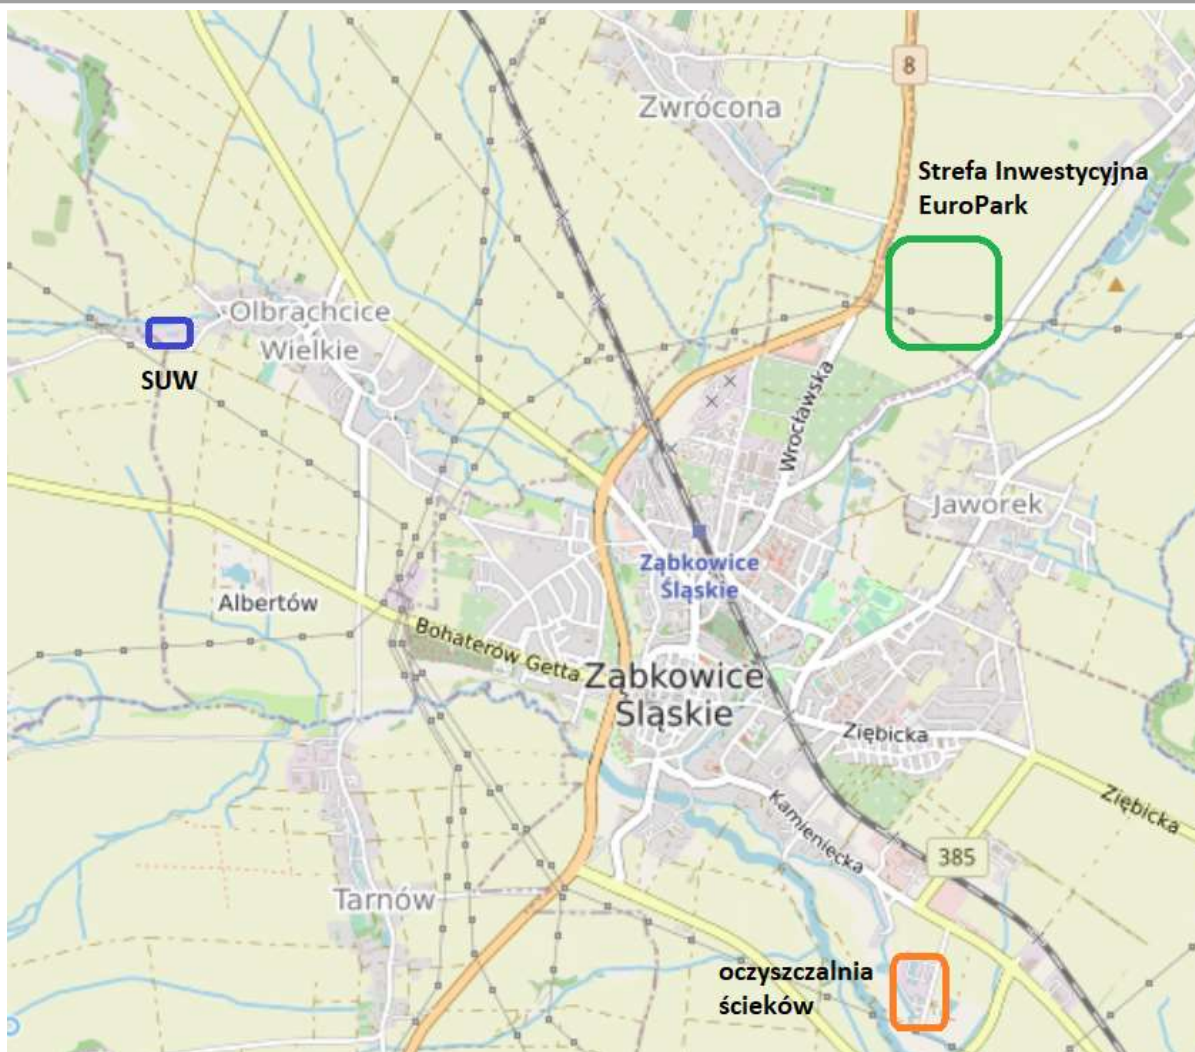 8
Zwrócona
Strefa Inwestycyjna
EuroPark
Olbrachcice
Wielkie
SUW
Wrocławska
Jaworek
Ząbkowice
Śląskie
Albertów
Bohaterów Getta
Ząbkowice
Śląskie
Ziębicka
Ziębicka
Kamieniecka
385
Tarnów
oczyszczalnia
ścieków